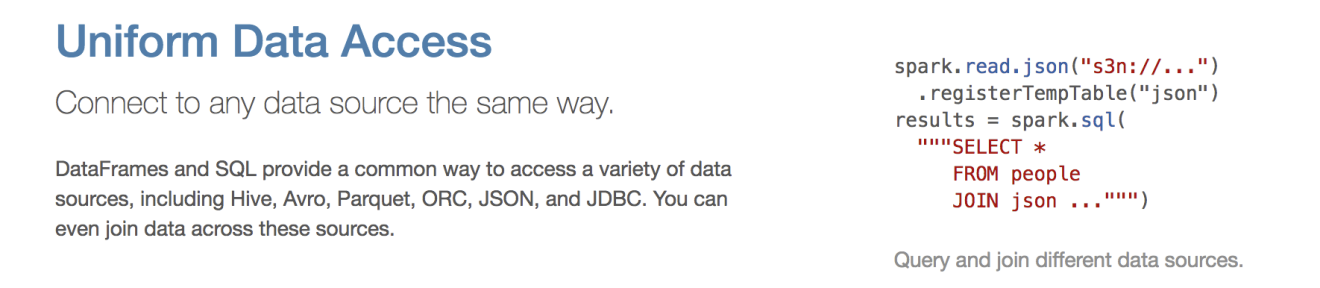 Uniform Data Access
Connect to any data source the same way.
DataFrames and SQL provide a common way to access a variety of data
sources, including Hive, Avro, Parquet, ORC, JSON, and JDBC. You can
even join data across these sources.
spark.read.json("s3n://...")
  .registerTempTable("json")
results = spark.sql(
  """SELECT *
     FROM people
     JOIN json ...""")
Query and join different data sources.